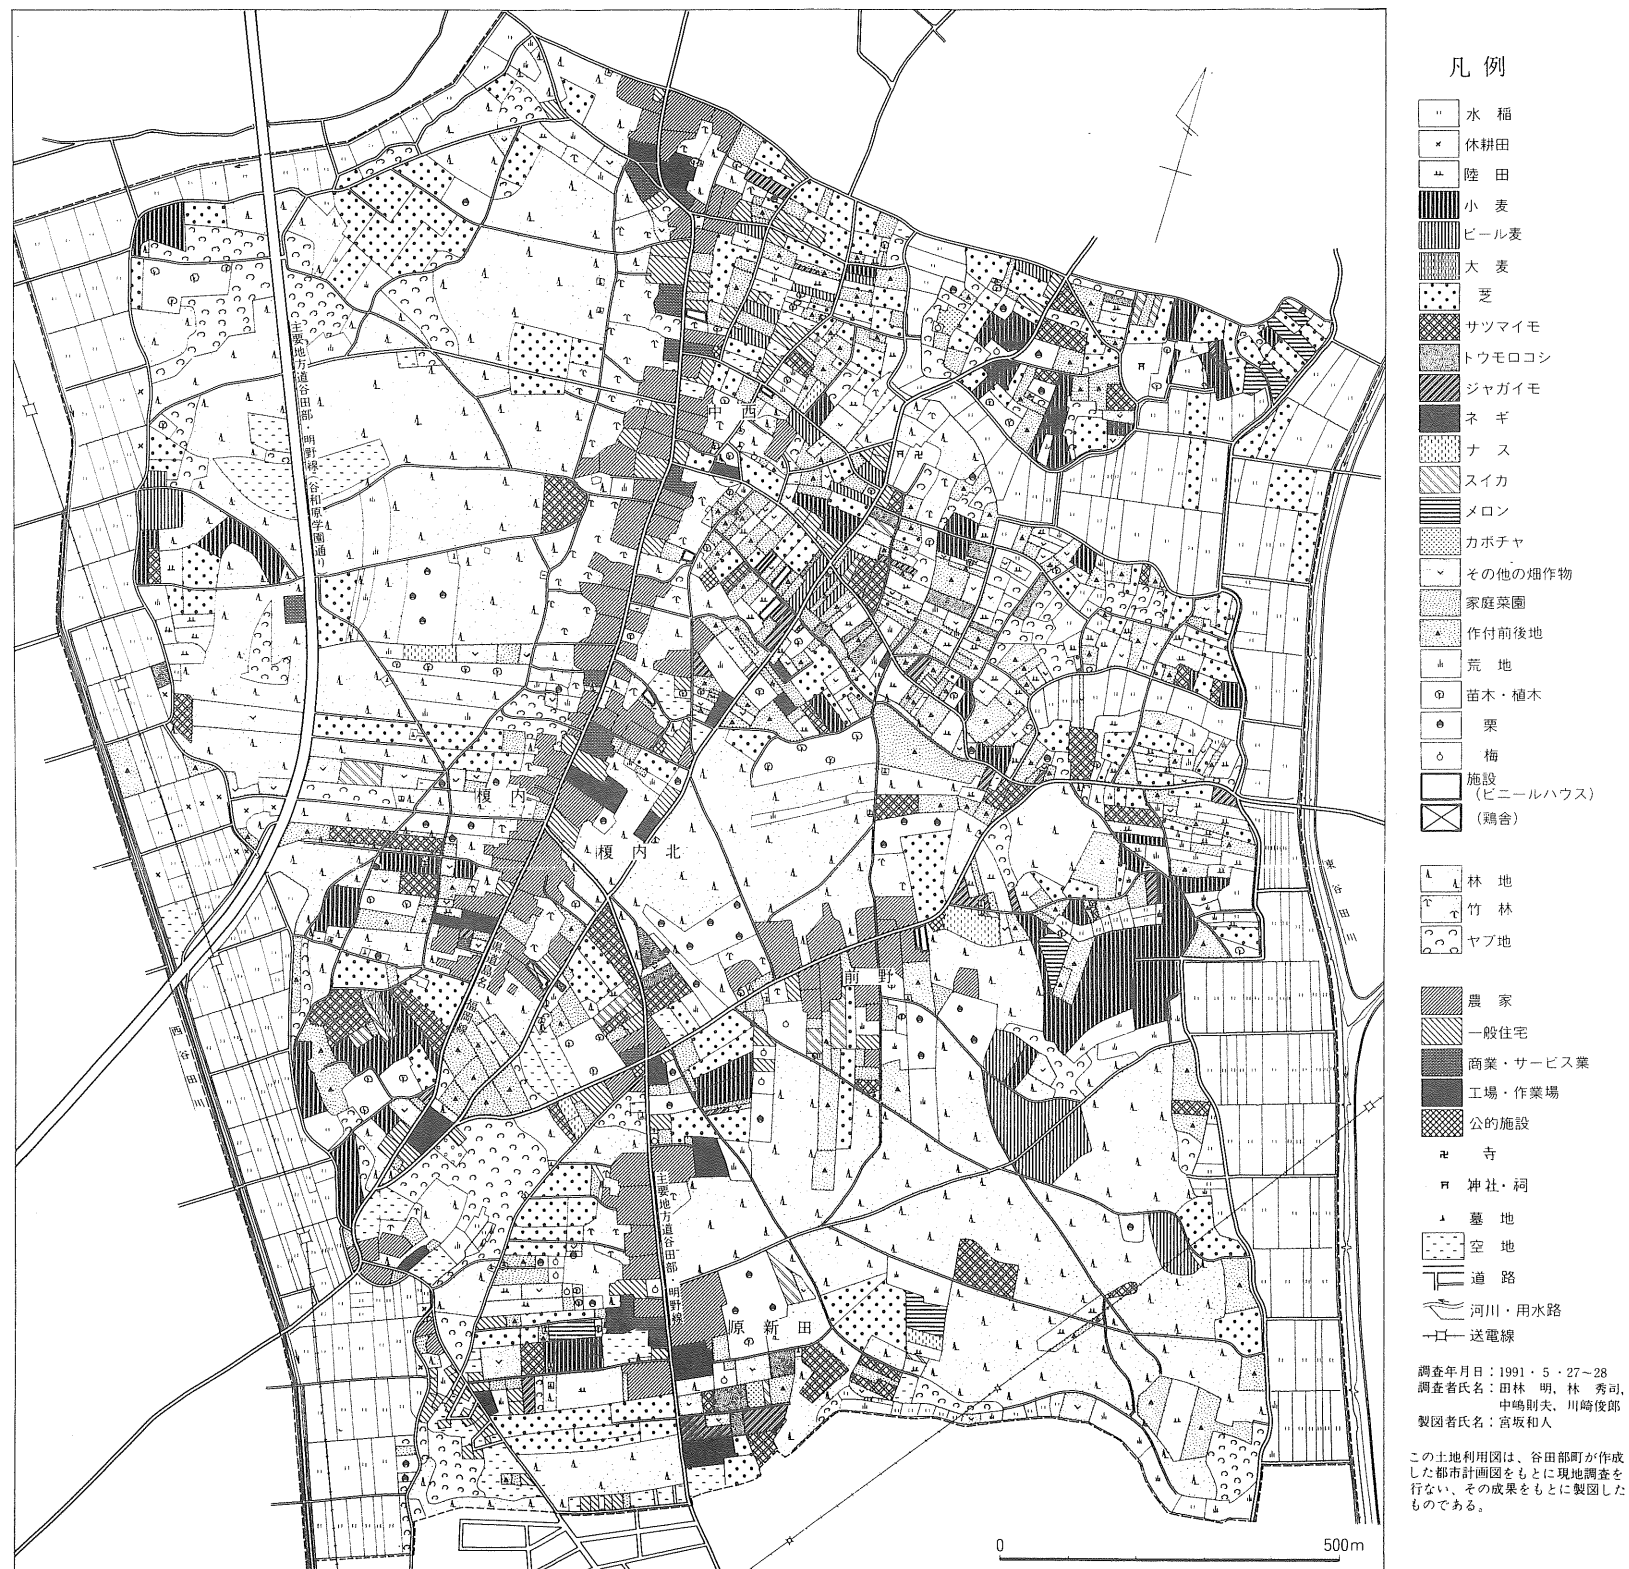 主要地方道谷田部・明野線(谷和原学園通り)
中西
榎内
榎内北
前野
原新田
主要地方道谷田部・明野線
西谷田川
東谷田川
0
500m
凡例
水稲
休耕田
陸田
小麦
ビール麦
大麦
芝
サツマイモ
トウモロコシ
ジャガイモ
ネギ
ナス
スイカ
メロン
カボチャ
その他の畑作物
家庭菜園
作付前後地
荒地
苗木・植木
栗
梅
施設
(ビニールハウス)
(鶏舎)
林地
竹林
ヤブ地
農家
一般住宅
商業・サービス業
工場・作業場
公的施設
寺
神社・祠
墓地
空地
道路
河川・用水路
送電線
調査年月日:1991・5・27~28
調査者氏名:田林 明, 林 秀司,
中嶋則夫, 川崎俊郎
製図者氏名:宮坂和人
この土地利用図は、谷田部町が作成
した都市計画図をもとに現地調査を
行ない、その成果をもとに製図した
ものである。